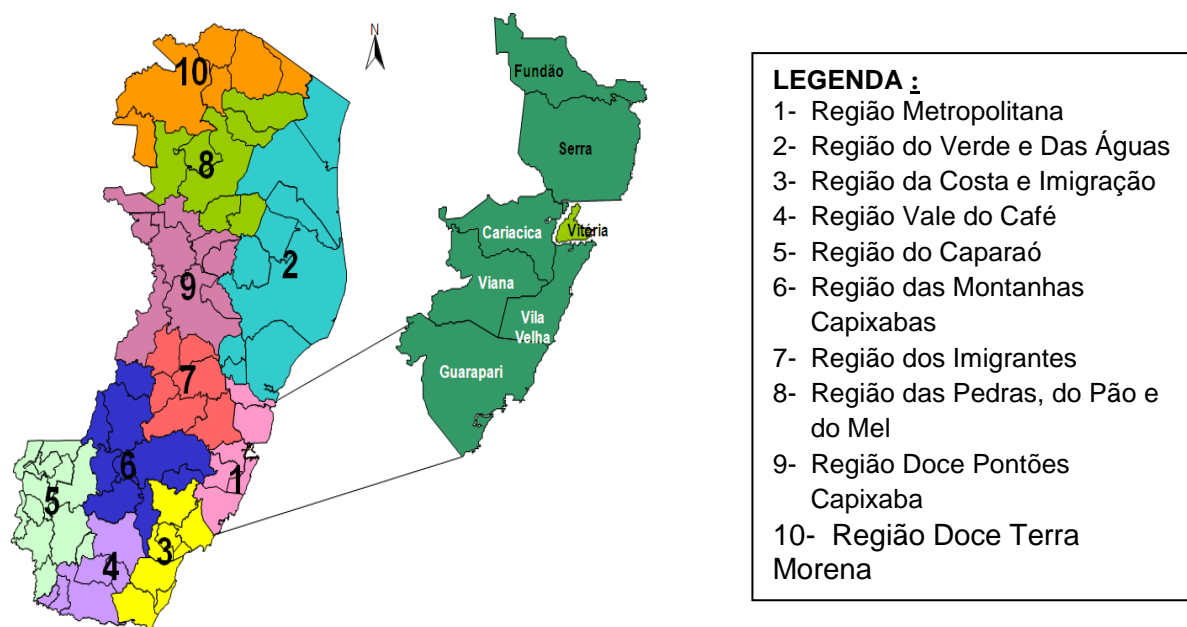 N
10
8
2
9
7
6
1
5
3
4
Fundão
Serra
Cariacica
Vitória
Viana
Vila
Velha
Guarapari
LEGENDA :
1- Região Metropolitana
2- Região do Verde e Das Águas
3- Região da Costa e Imigração
4- Região Vale do Café
5- Região do Caparaó
6- Região das Montanhas
Capixabas
7- Região dos Imigrantes
8- Região das Pedras, do Pão e
do Mel
9- Região Doce Pontões
Capixaba
10- Região Doce Terra
Morena